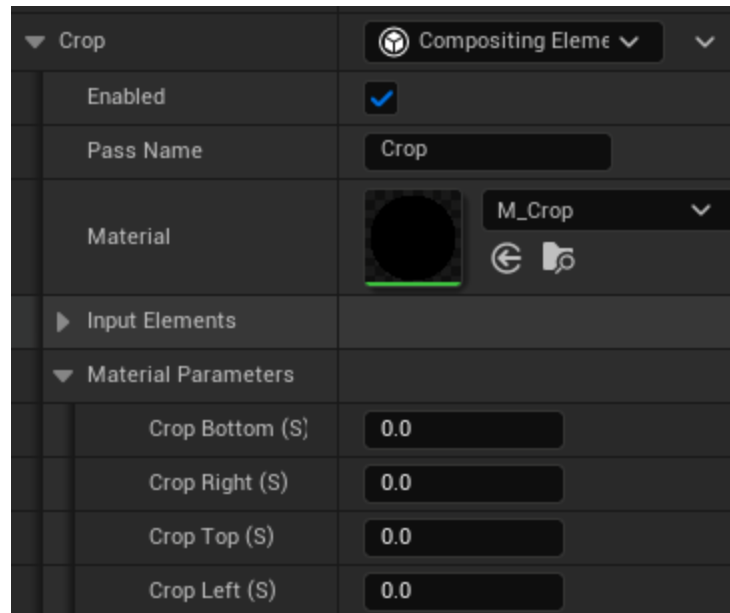 Crop Compositing Eleme
Enabled
Pass Name Crop
Material M_Crop
Input Elements
Material Parameters
Crop Bottom (S) 0.0
Crop Right (S) 0.0
Crop Top (S) 0.0
Crop Left (S) 0.0